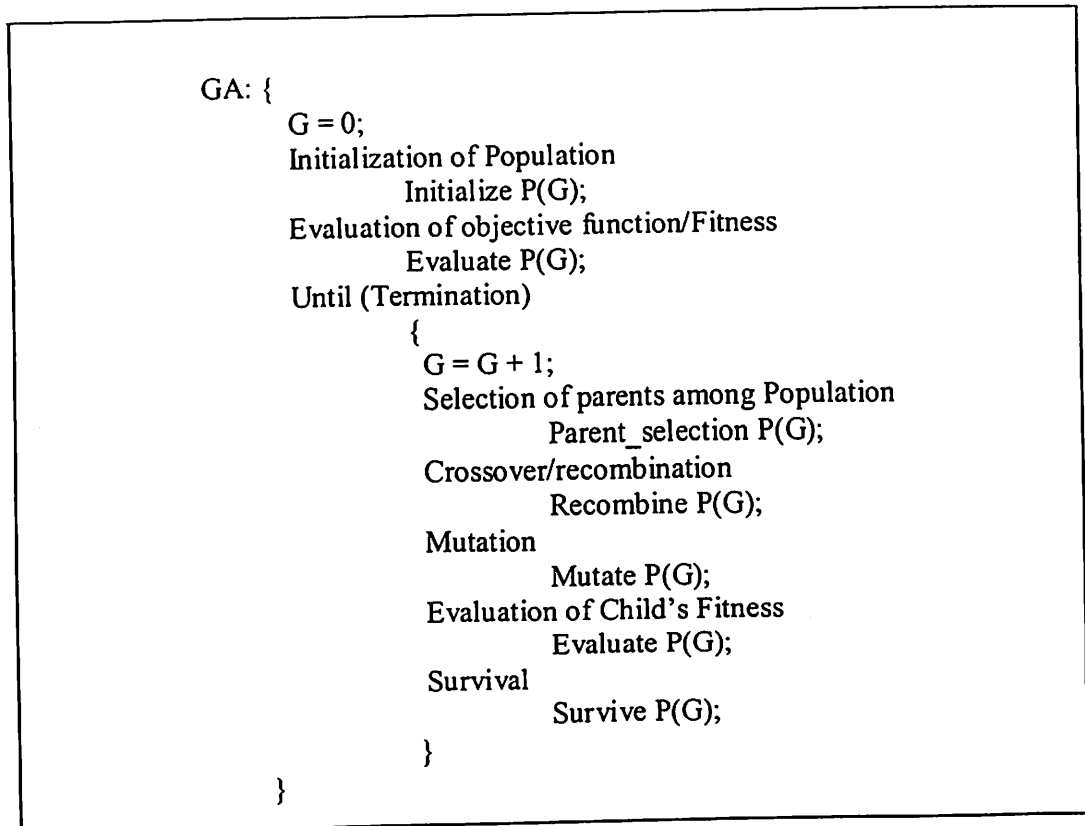 GA: {
G = 0;
Initialization of Population
Initialize P(G);
Evaluation of objective function/Fitness
Evaluate P(G);
Until (Termination)
{
G = G + 1;
Selection of parents among Population
Parent_selection P(G);
Crossover/recombination
Recombine P(G);
Mutation
Mutate P(G);
Evaluation of Child's Fitness
Evaluate P(G);
Survival
Survive P(G);
}
}